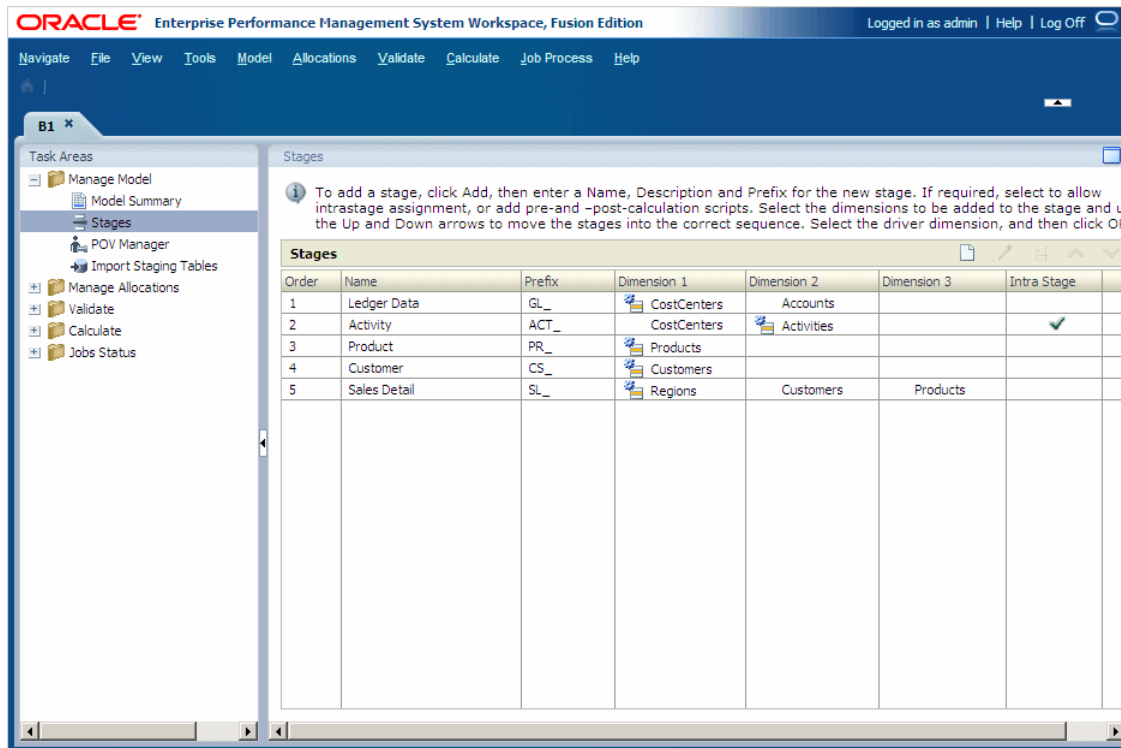 ORACLE Enterprise Performance Management System Workspace, Fusion Edition Logged in as admin | Help | Log Off
Navigate File View Tools Model Allocations Validate Calculate Job Process Help
B1
Task Areas
Manage Model
Model Summary
Stages
POV Manager
Import Staging Tables
Manage Allocations
Validate
Calculate
Jobs Status
Stages
To add a stage, click Add, then enter a Name, Description and Prefix for the new stage. If required, select to allow
intrastage assignment, or add pre-and –post-calculation scripts. Select the dimensions to be added to the stage and
the Up and Down arrows to move the stages into the correct sequence. Select the driver dimension, and then click
Stages
Order Name Prefix Dimension 1 Dimension 2 Dimension 3 Intra Stage
1 Ledger Data GL_ CostCenters Accounts
2 Activity ACT_ CostCenters Activities
3 Product PR_ Products
4 Customer CS_ Customers
5 Sales Detail SL_ Regions Customers Products